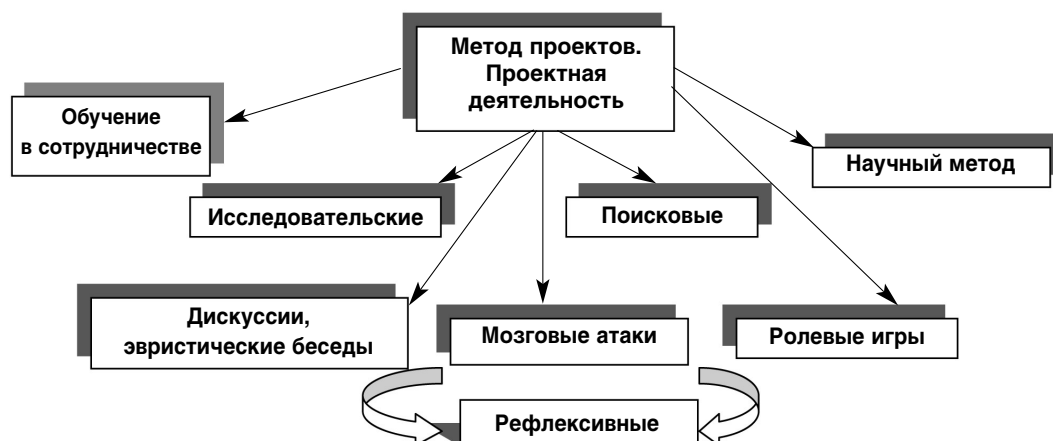 Метод проектов.
Проектная
деятельность
Обучение
в сотрудничестве
Научный метод
Исследовательские
Поисковые
Дискуссии,
эвристические беседы
Мозговые атаки
Ролевые игры
Рефлексивные